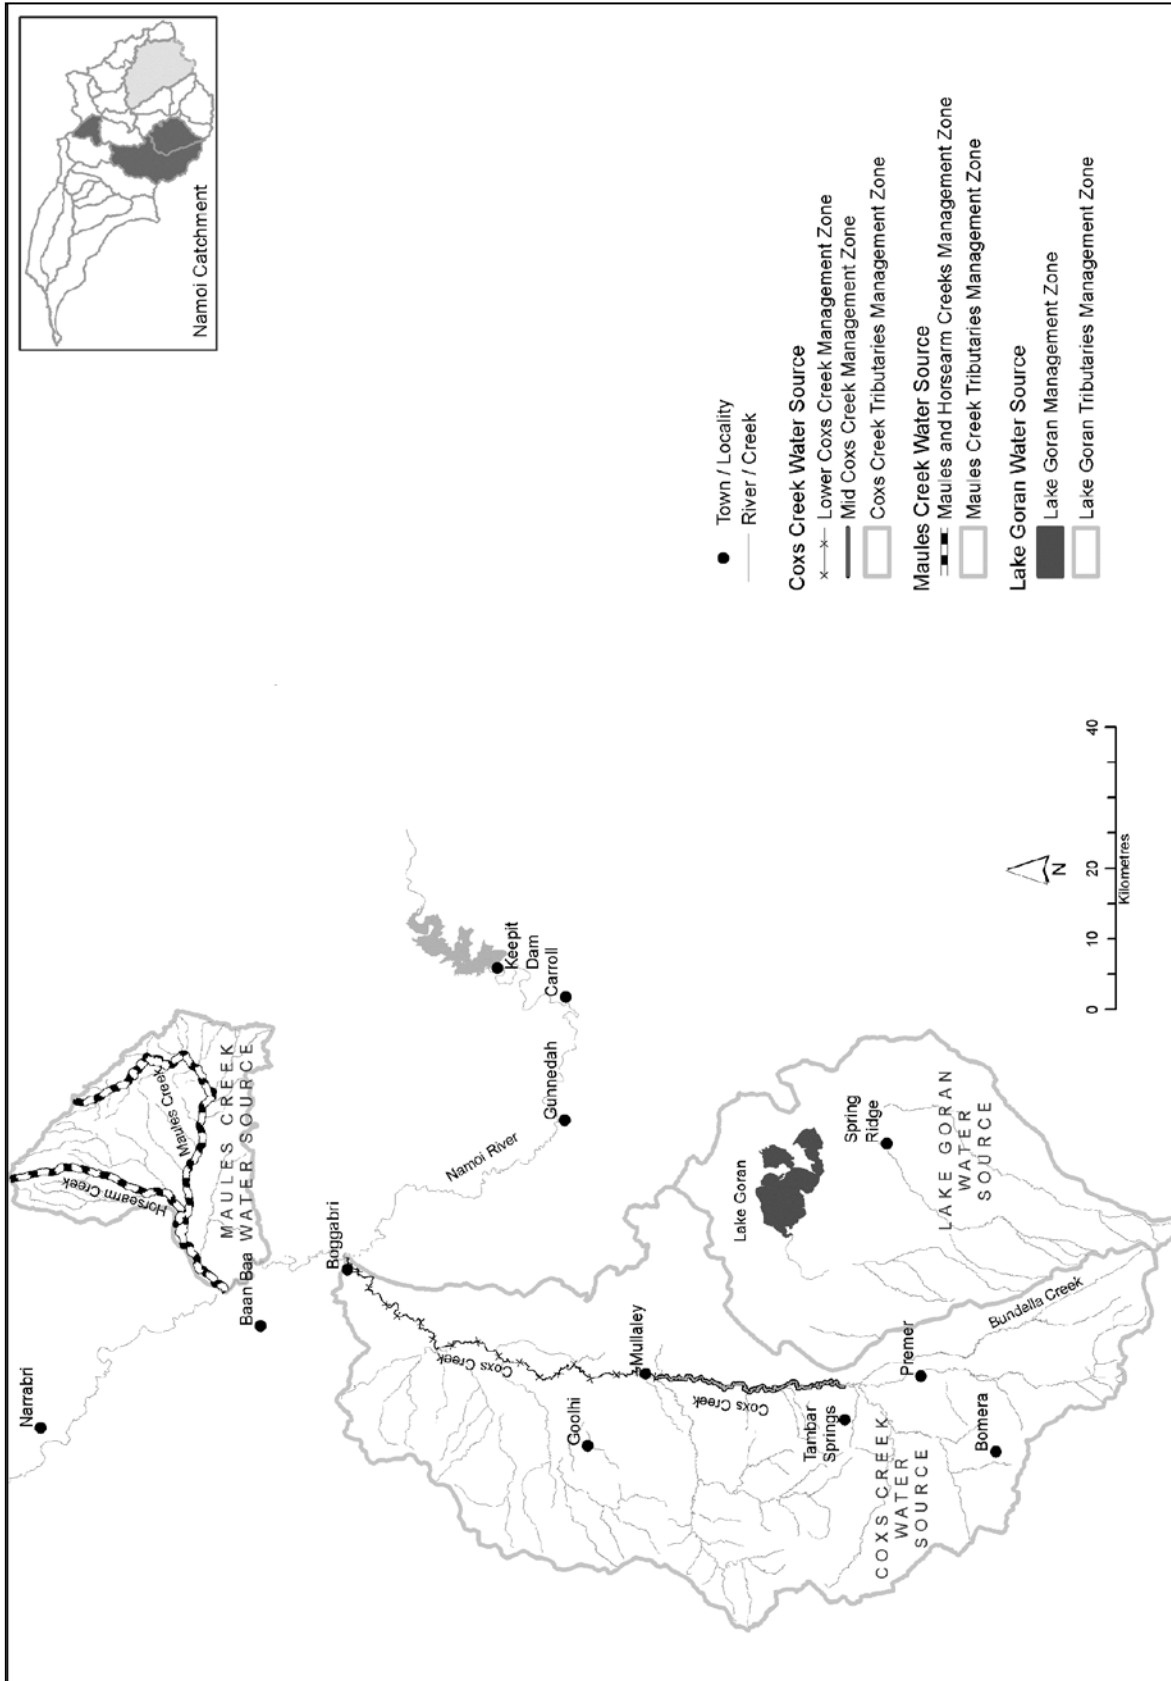 Namoi Catchment
Narrabri
Horsearm Creek
Maules Creek
MAULES CREEK
WATER SOURCE
Baan Baa
Boggabri
Namoi River
Gunnedah
Carroll
Keepit
Dam
Coxs Creek
Goolhi
Mullaley
Coxs Creek
Tambar
Springs
COXS CREEK
WATER
SOURCE
Premer
Bomera
Bundella Creek
Lake Goran
Spring
Ridge
LAKE GORAN
WATER
SOURCE
N
0 10 20 40
Kilometres
Town / Locality
River / Creek
Coxs Creek Water Source
Lower Coxs Creek Management Zone
Mid Coxs Creek Management Zone
Coxs Creek Tributaries Management Zone
Maules Creek Water Source
Maules and Horsearm Creeks Management Zone
Maules Creek Tributaries Management Zone
Lake Goran Water Source
Lake Goran Management Zone
Lake Goran Tributaries Management Zone